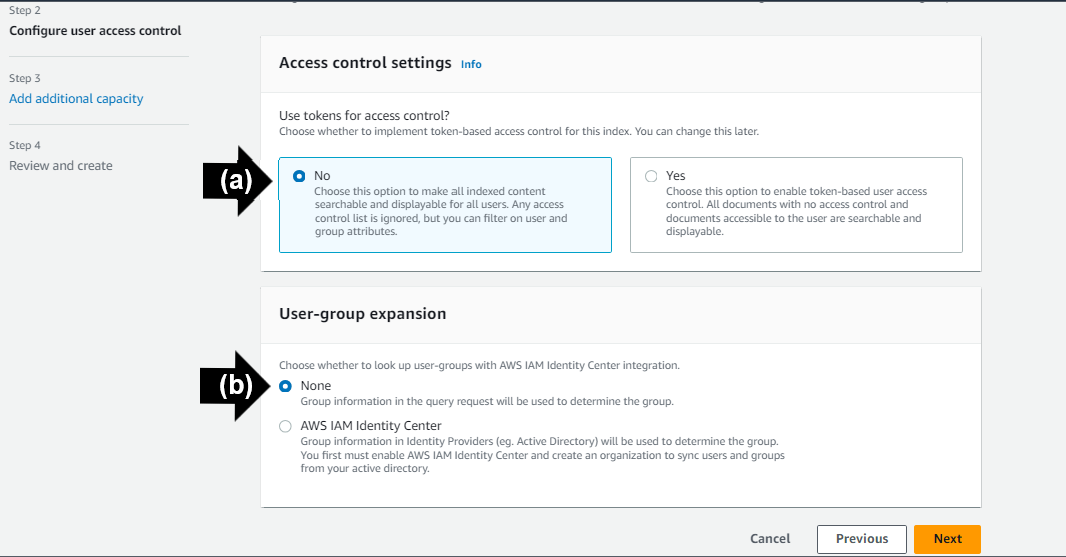 Step 2
Configure user access control
Step 3
Add additional capacity
Step 4
Review and create
Access control settings Info
Use tokens for access control?
Choose whether to implement token-based access control for this index. You can change this later.
(a)
No
Choose this option to make all indexed content
searchable and displayable for all users. Any access
control list is ignored, but you can filter on user and
group attributes.
Yes
Choose this option to enable token-based user access
control. All documents with no access control and
documents accessible to the user are searchable and
displayable.
User-group expansion
Choose whether to look up user-groups with AWS IAM Identity Center integration.
(b)
None
Group information in the query request will be used to determine the group.
AWS IAM Identity Center
Group information in Identity Providers (eg. Active Directory) will be used to determine the group.
You first must enable AWS IAM Identity Center and create an organization to sync users and groups
from your active directory.
Cancel
Previous
Next